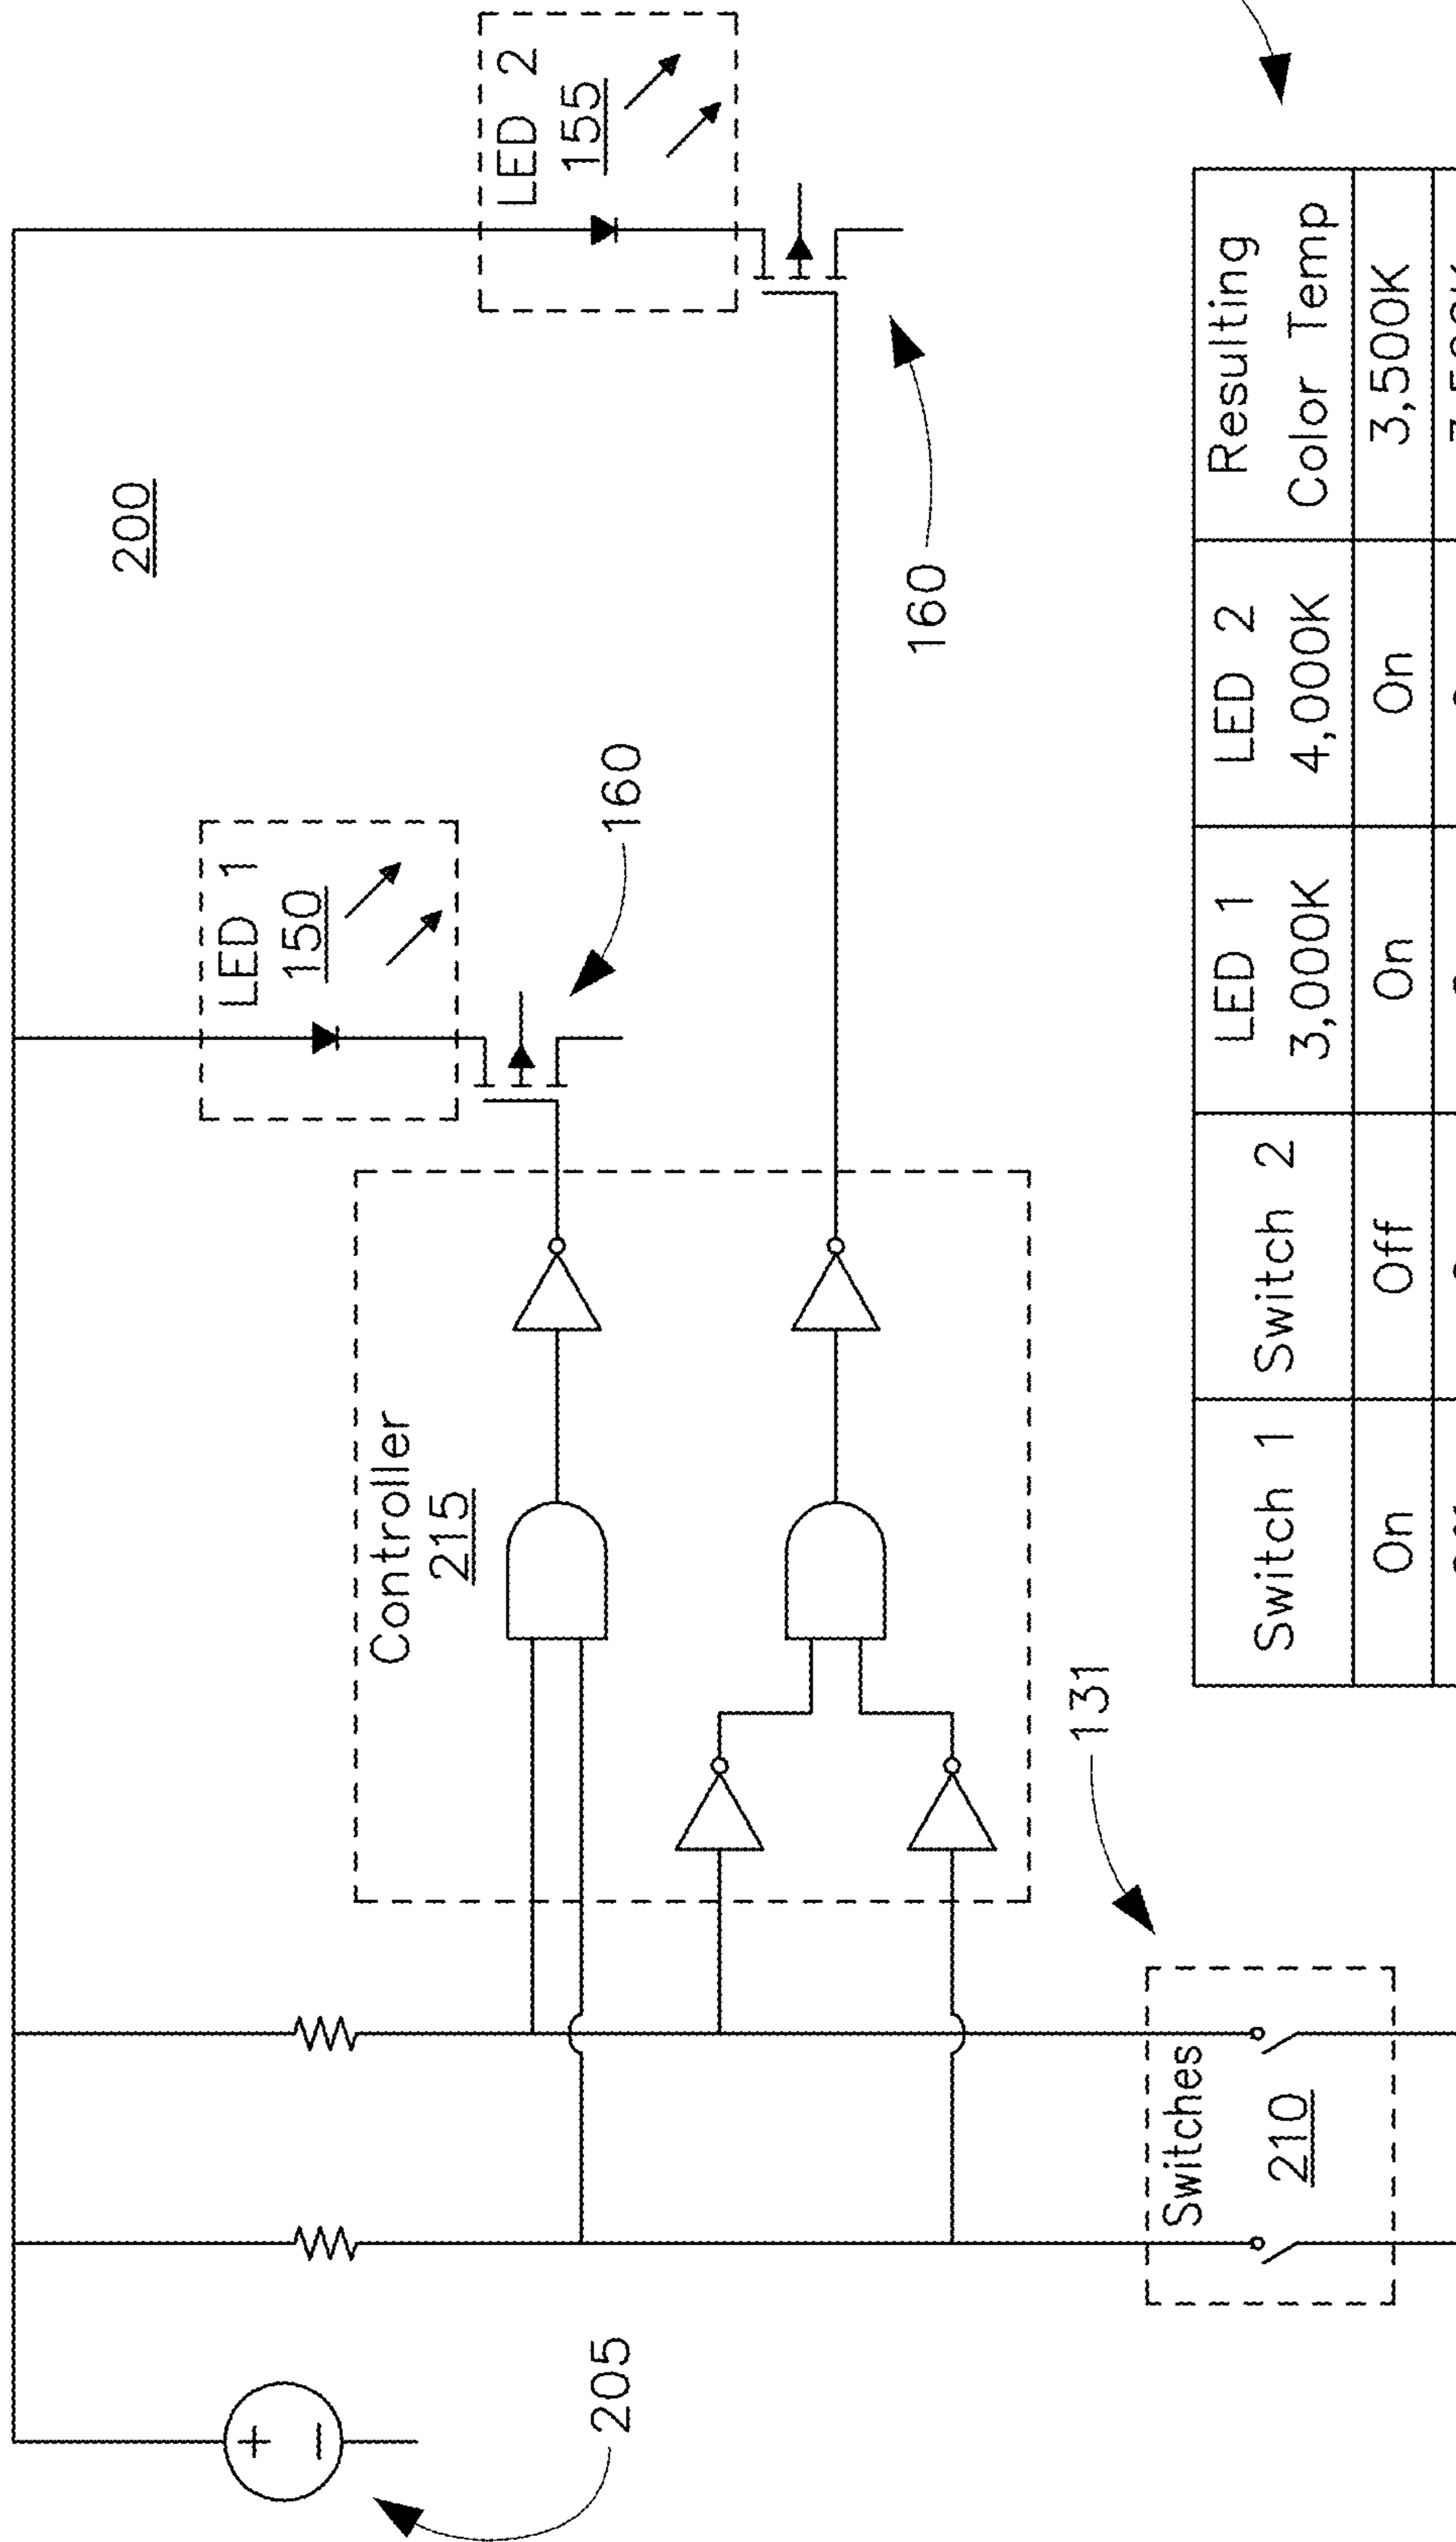 200
LED 1
150
LED 2
155
160
160
Controller
215
Switches
210
131
205
+
−
Switch 1 Switch 2 LED 1 3,000K LED 2 4,000K Resulting Color Temp
On Off On On 3,500K